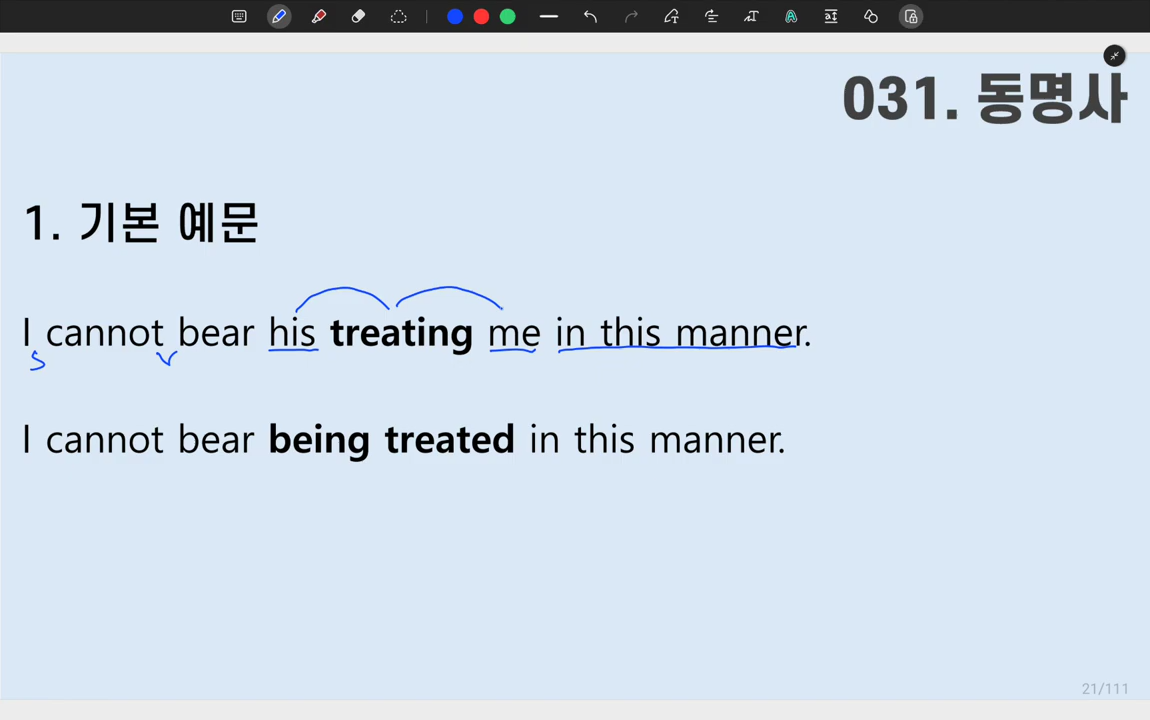 031. 동명사
1. 기본 예문
I cannot bear his treating me in this manner.
S V
I cannot bear being treated in this manner.
21/111